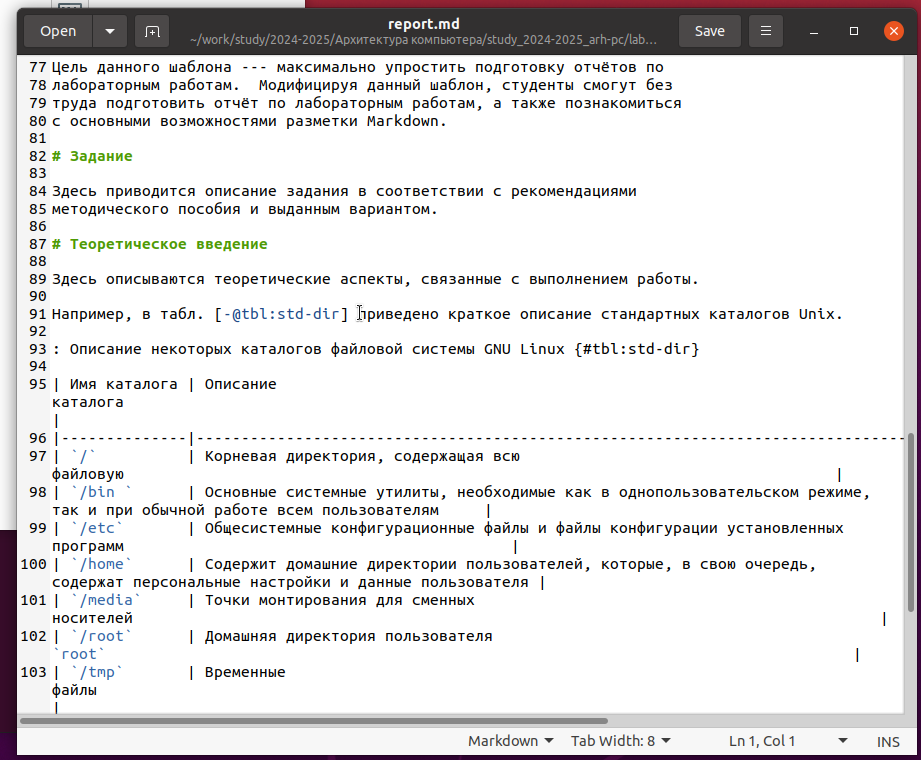 Open
report.md
~/work/study/2024-2025/Архитектура компьютера/study_2024-2025_arh-pc/lab...
Save
77 Цель данного шаблона --- максимально упростить подготовку отчётов по
78 лабораторным работам.  Модифицируя данный шаблон, студенты смогут без
79 труда подготовить отчёт по лабораторным работам, а также познакомиться
80 с основными возможностями разметки Markdown.
81
82 # Задание
83
84 Здесь приводится описание задания в соответствии с рекомендациями
85 методического пособия и выданным вариантом.
86
87 # Теоретическое введение
88
89 Здесь описываются теоретические аспекты, связанные с выполнением работы.
90
91 Например, в табл. [-@tbl:std-dir] приведено краткое описание стандартных каталогов Unix.
92
93 : Описание некоторых каталогов файловой системы GNU Linux {#tbl:std-dir}
94
95 | Имя каталога | Описание
каталога
|
96 |--------------|-------------------------------------------------------------------------------
97 | `/`          | Корневая директория, содержащая всю
файловую |
98 | `/bin `      | Основные системные утилиты, необходимые как в однопользовательском режиме,
так и при обычной работе всем пользователям     |
99 | `/etc`       | Общесистемные конфигурационные файлы и файлы конфигурации установленных
программ |
100 | `/home`      | Содержит домашние директории пользователей, которые, в свою очередь,
содержат персональные настройки и данные пользователя |
101 | `/media`     | Точки монтирования для сменных
носителей |
102 | `/root`      | Домашняя директория пользователя
`root` |
103 | `/tmp`       | Временные
файлы
|
Markdown
Tab Width: 8
Ln 1, Col 1
INS